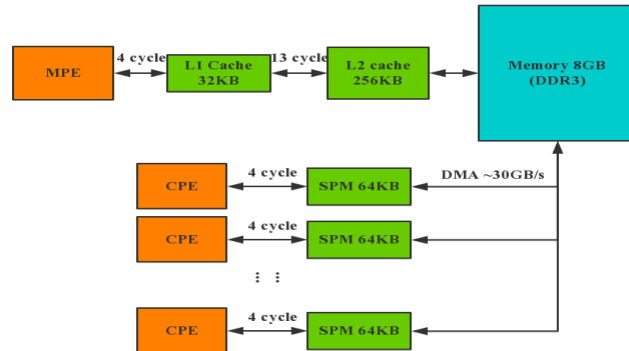 4 cycle
13 cycle
MPE
L1 Cache
32KB
L2 cache
256KB
Memory 8GB
(DDR3)
CPE
4 cycle
SPM 64KB
DMA ~30GB/s
CPE
4 cycle
SPM 64KB
... ...
CPE
4 cycle
SPM 64KB